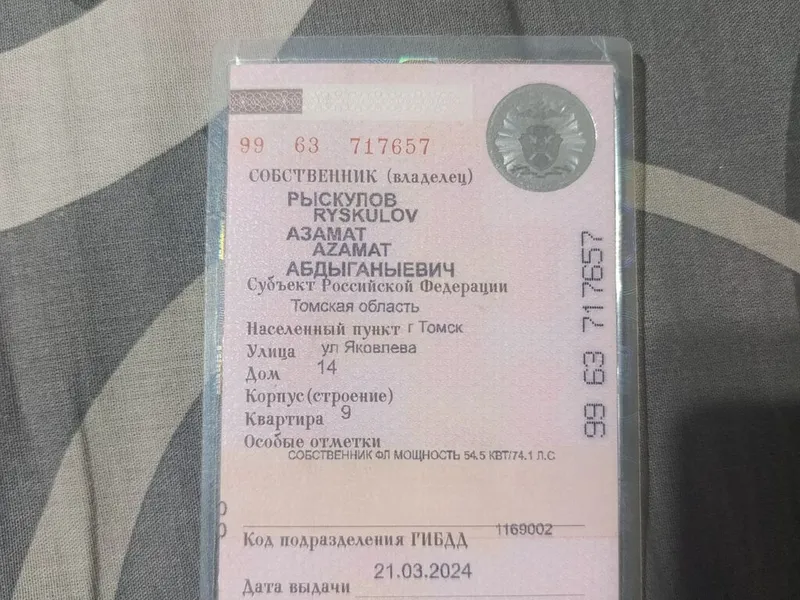 99 63 717657
СОБСТВЕННИК (владелец)
РЫСКУЛОВ
RYSKULOV
АЗАМАТ
AZAMAT
АБДЫГАНЫЕВИЧ
Субъект Российской Федерации
Томская область
Населенный пункт г Томск
Улица ул Яковлева
Дом 14
Корпус (строение)
Квартира 9
Особые отметки
СОБСТВЕННИК ФЛ МОЩНОСТЬ 54.5 КВТ/74.1 Л.С
Код подразделения ГИБДД 1169002
Дата выдачи 21.03.2024
99 63 717657